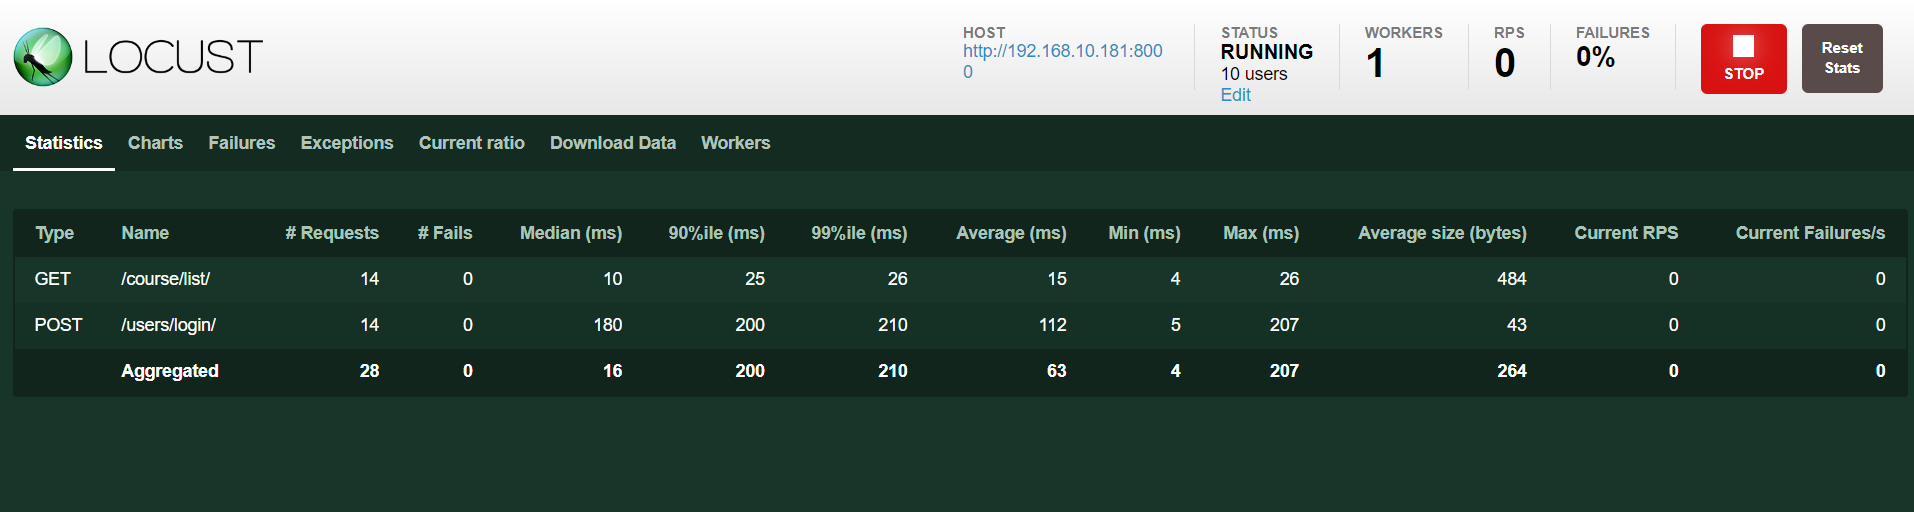 LOCUST
HOST
http://192.168.10.181:800
0
STATUS
RUNNING
10 users
Edit
WORKERS
1
RPS
0
FAILURES
0%
STOP
Reset
Stats
Statistics Charts Failures Exceptions Current ratio Download Data Workers
Type Name # Requests # Fails Median (ms) 90%ile (ms) 99%ile (ms) Average (ms) Min (ms) Max (ms) Average size (bytes) Current RPS Current Failures/s
GET /course/list/ 14 0 10 25 26 15 4 26 484 0 0
POST /users/login/ 14 0 180 200 210 112 5 207 43 0 0
Aggregated 28 0 16 200 210 63 4 207 264 0 0